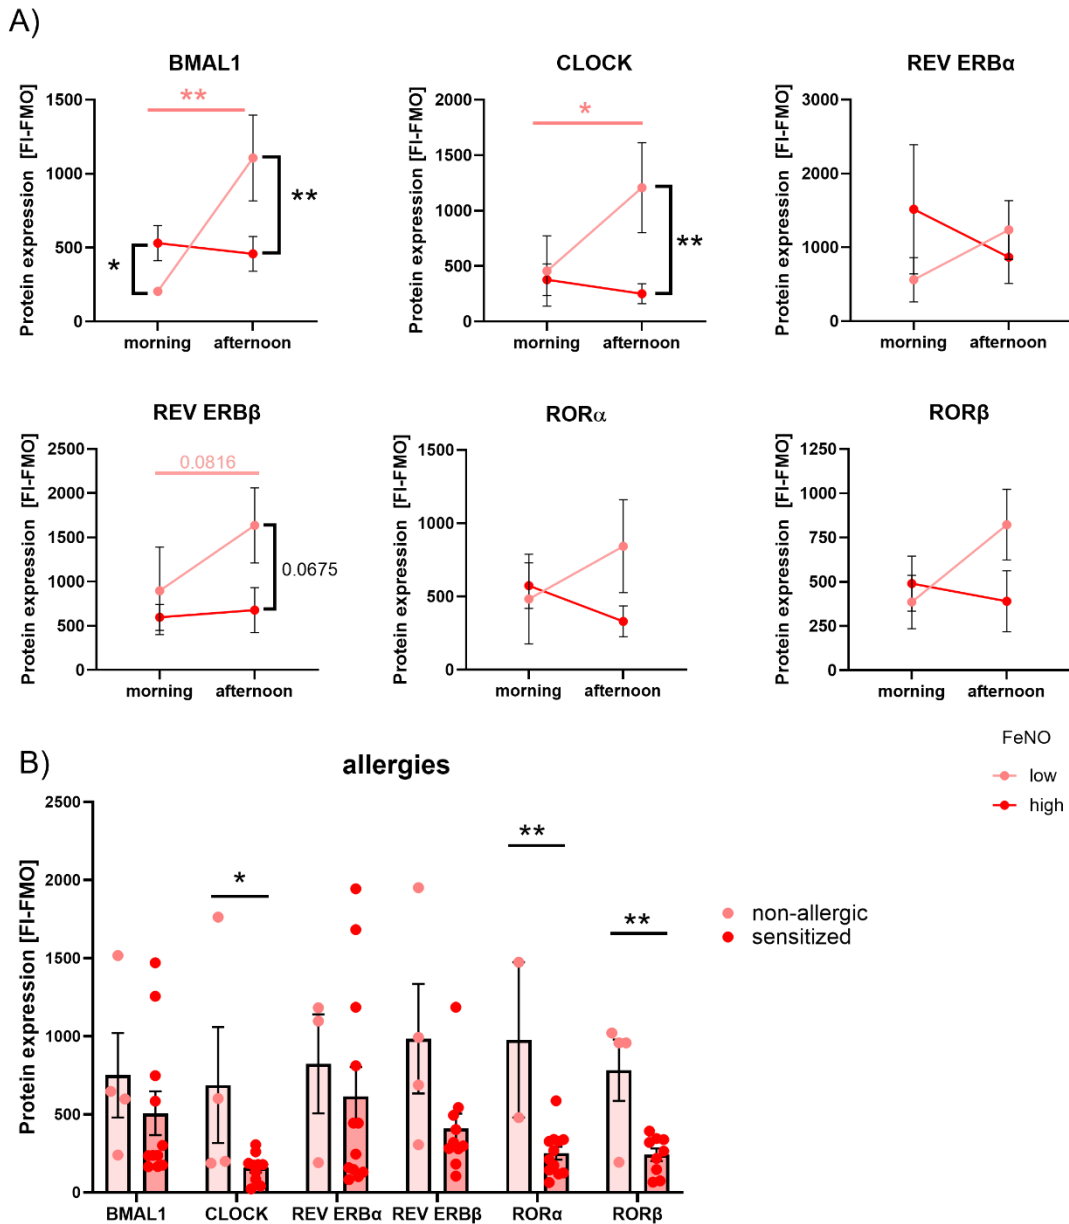 A)
BMAL1
CLOCK
REV ERBα
Protein expression [FI-FMO]
1500
1000
500
0
**
*
**
morning
afternoon
Protein expression [FI-FMO]
2000
1500
1000
500
0
*
**
morning
afternoon
Protein expression [FI-FMO]
3000
2000
1000
0
morning
afternoon
REV ERBβ
RORα
RORβ
Protein expression [FI-FMO]
2500
2000
1500
1000
500
0
0.0816
0.0675
morning
afternoon
Protein expression [FI-FMO]
1500
1000
500
0
morning
afternoon
Protein expression [FI-FMO]
1250
1000
750
500
250
0
morning
afternoon
FeNO
low
high
B)
allergies
Protein expression [FI-FMO]
2500
2000
1500
1000
500
0
*
**
**
non-allergic
sensitized
BMAL1
CLOCK
REV ERBα
REV ERBβ
RORα
RORβ